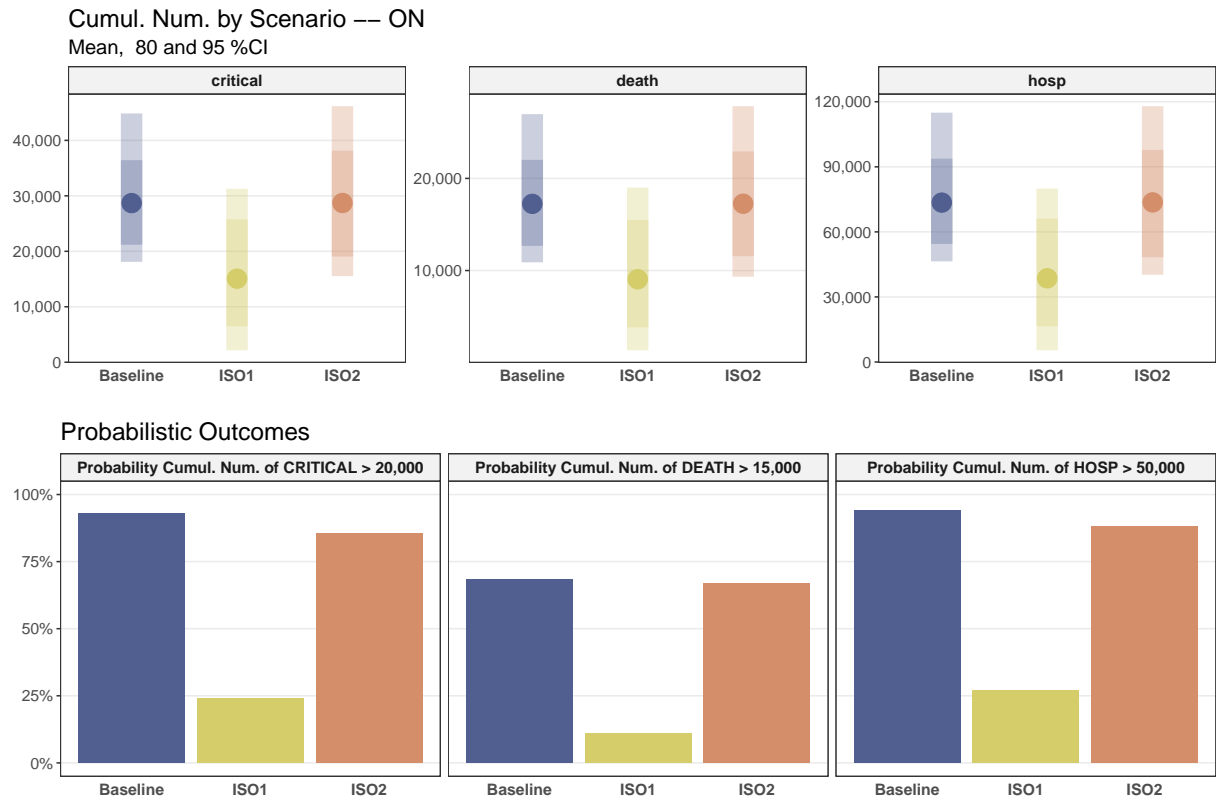 Cumul. Num. by Scenario −− ON
Mean,  80 and 95 %CI
critical
death
hosp
40,000
30,000
20,000
10,000
0
20,000
10,000
120,000
90,000
60,000
30,000
0
Baseline ISO1 ISO2
Baseline ISO1 ISO2
Baseline ISO1 ISO2
Probabilistic Outcomes
Probability Cumul. Num. of CRITICAL > 20,000
Probability Cumul. Num. of DEATH > 15,000
Probability Cumul. Num. of HOSP > 50,000
100%
75%
50%
25%
0%
Baseline ISO1 ISO2
Baseline ISO1 ISO2
Baseline ISO1 ISO2